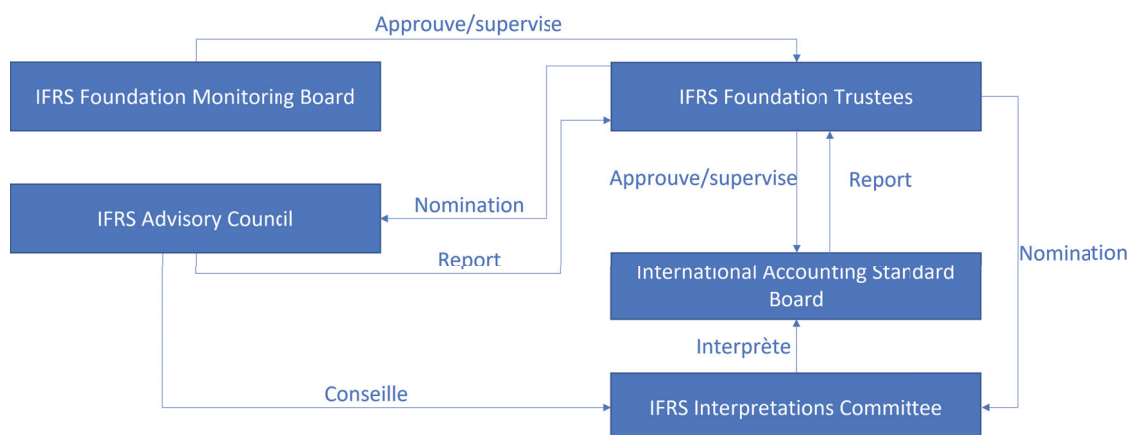 Approuve/supervise
IFRS Foundation Monitoring Board
IFRS Foundation Trustees
Approuve/supervise
Report
Nomination
IFRS Advisory Council
Report
Nomination
International Accounting Standard
Board
Interprète
Conseille
IFRS Interpretations Committee